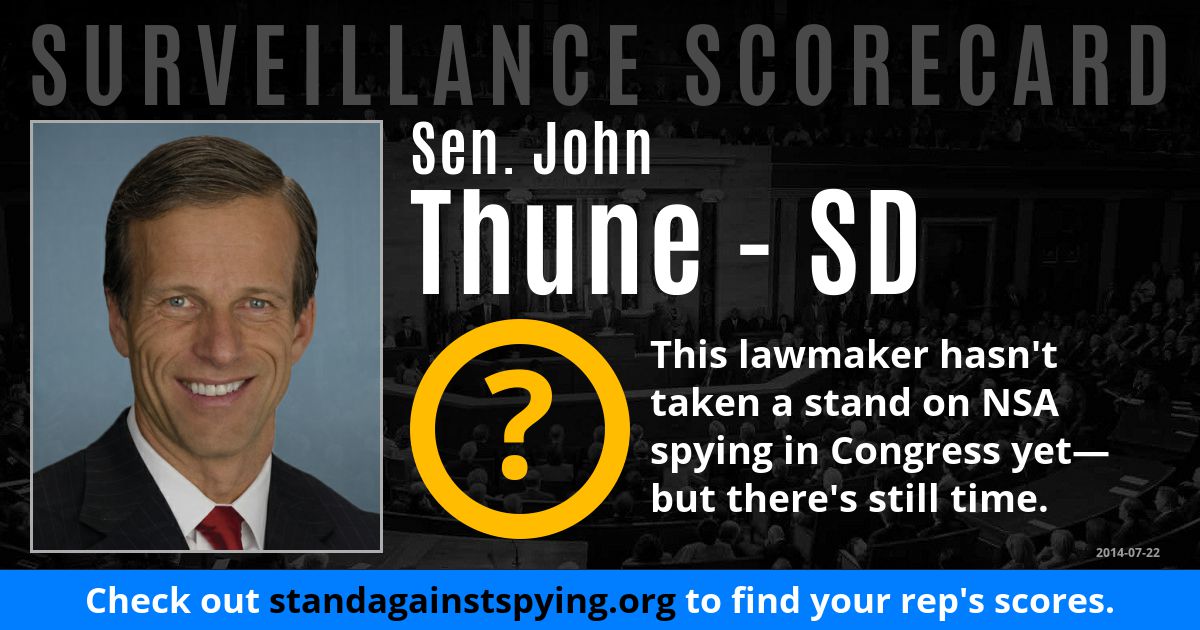 SURVEILLANCE SCORECARD
Sen. John
Thune - SD
?
This lawmaker hasn't
taken a stand on NSA
spying in Congress yet—
but there's still time.
2014-07-22
Check out standagainstspying.org to find your rep's scores.